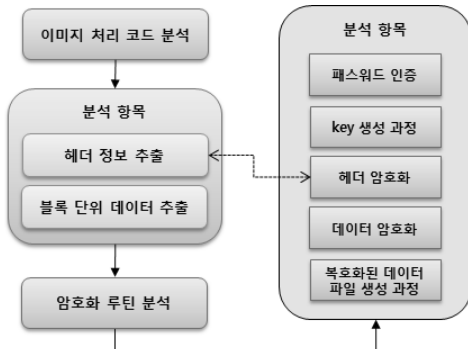 이미지 처리 코드 분석
분석 항목
헤더 정보 추출
블록 단위 데이터 추출
암호화 루틴 분석
분석 항목
패스워드 인증
key 생성 과정
헤더 암호화
데이터 암호화
복호화된 데이터
파일 생성 과정